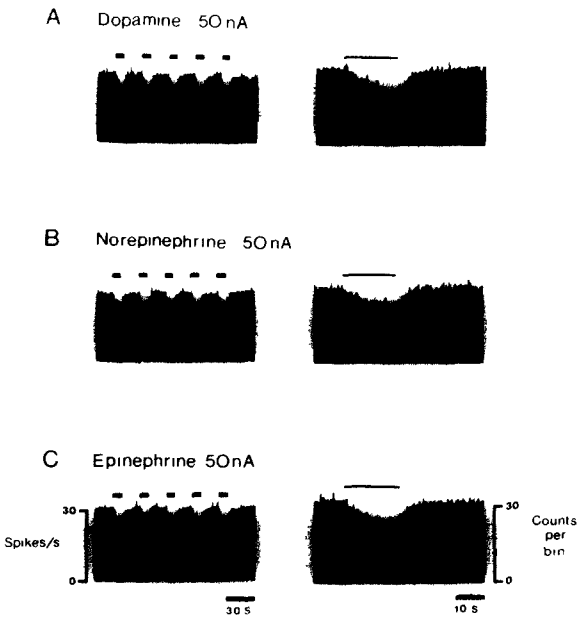 A Dopamine 50 nA
B Norepinephrine 50 nA
C Epinephrine 50 nA
30
Spikes/s
0
30 S
30
Counts
per
bin
0
10 S